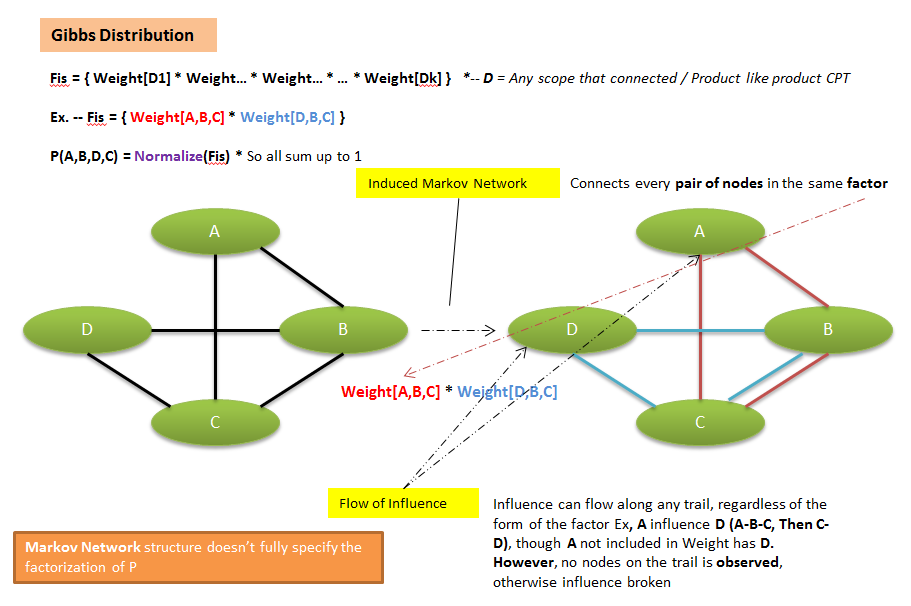 Gibbs Distribution
Fis = { Weight[D1] * Weight… * Weight… * … * Weight[Dk] } *-- D = Any scope that connected / Product like product CPT
Ex. -- Fis = { Weight[A,B,C] * Weight[D,B,C] }
P(A,B,D,C) = Normalize(Fis) * So all sum up to 1
Induced Markov Network
Connects every pair of nodes in the same factor
A
A
D
B
D
B
Weight[A,B,C] * Weight[D,B,C]
C
C
Flow of Influence
Influence can flow along any trail, regardless of the
form of the factor Ex, A influence D (A-B-C, Then C-
D), though A not included in Weight has D.
However, no nodes on the trail is observed,
otherwise influence broken
Markov Network structure doesn’t fully specify the
factorization of P